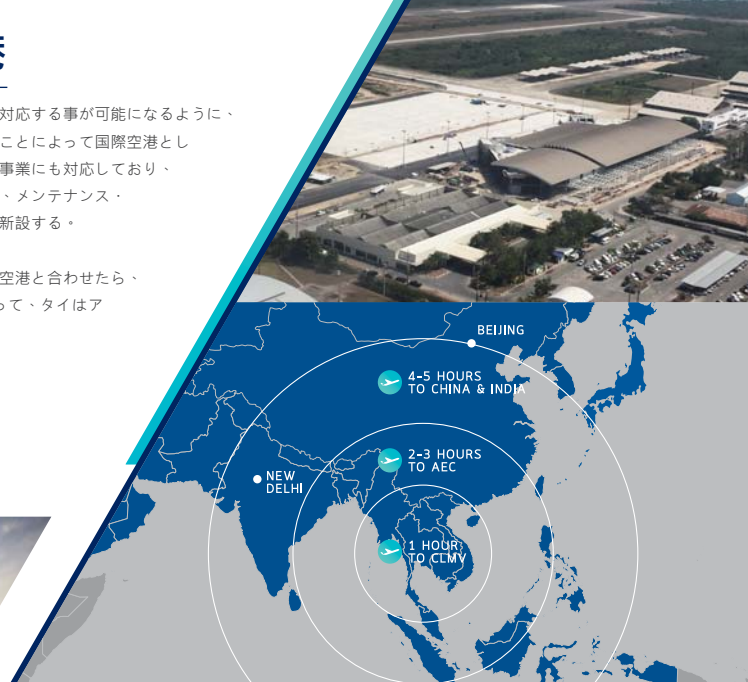 港
対応する事が可能になるように、
ことによって国際空港とし
事業にも対応しており、
、メンテナンス・
新設する。
空港と合わせたら、
って、タイはア
BEIJING
4-5 HOURS
TO CHINA & INDIA
2-3 HOURS
TO AEC
NEW
DELHI
1 HOUR
TO CLMV